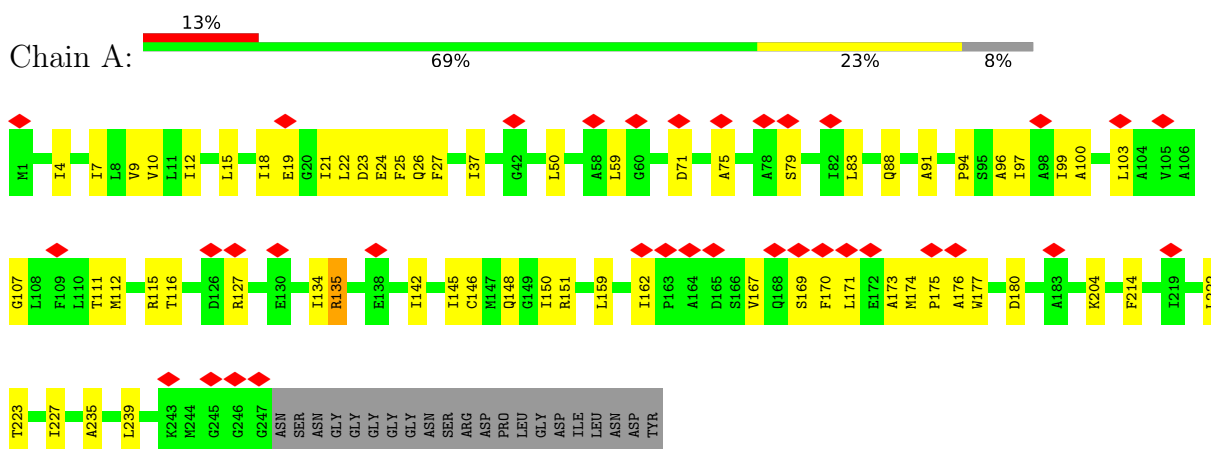 13%
Chain A:
69% 23% 8%
M1 I4 I7 L8 V9 V10 L11 I12 L15 I18 E19 G20 I21 L22 D23 E24 F25 Q26 F27 I37 G42 L50 A58 L59 G60 D71 A75 A78 S79 I82 L83 Q88 A91 P94 S95 A96 I97 A98 I99 A100 L103 A104 V105 A106
G107 L108 F109 L110 T111 M112 R115 T116 D126 R127 E130 I134 R135 E138 I142 I145 C146 M147 Q148 G149 I150 R151 L159 I162 P163 A164 D165 S166 V167 Q168 S169 F170 L171 E172 A173 M174 P175 A176 W177 D180 A183 K204 F214 I219
T223 I227 A235 L239 K243 M244 G245 G246 G247 ASN SER ASN GLY GLY GLY GLY GLY ASN SER ARG ASP PRO LEU GLY ASP ILE LEU ASN ASP TYR